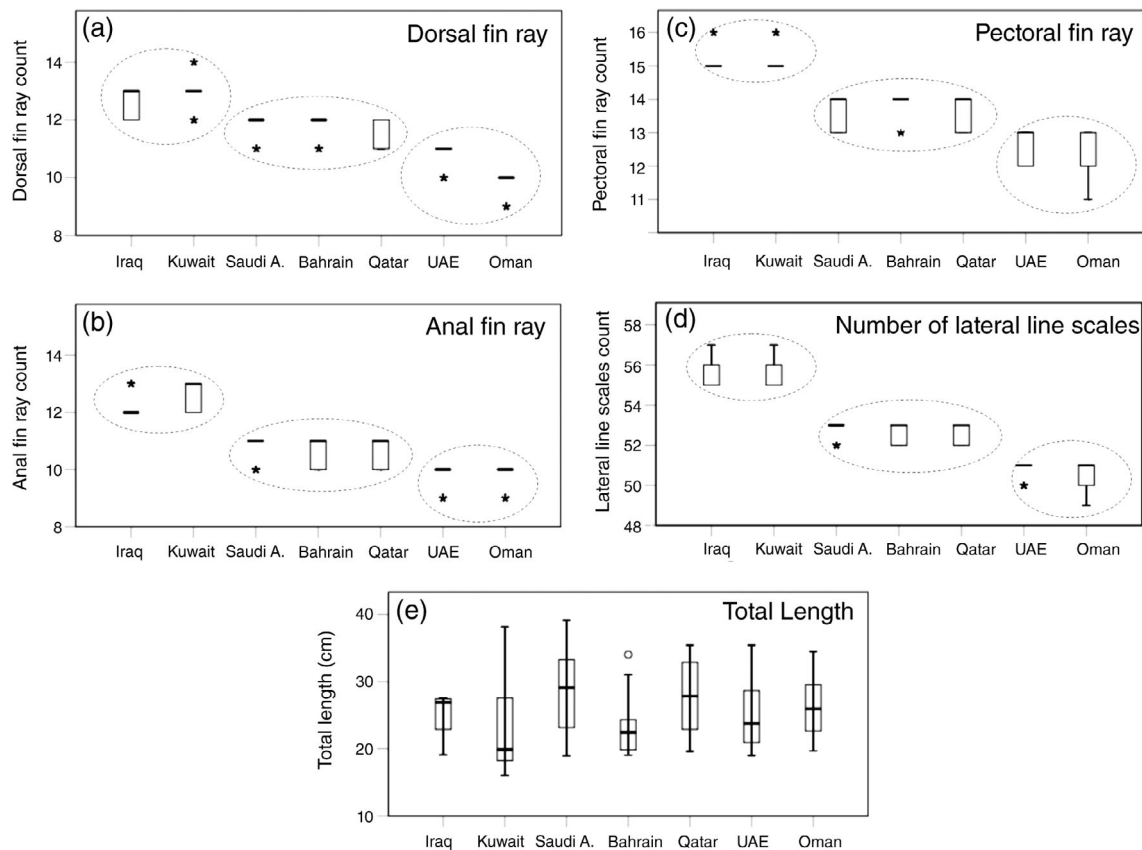 (a) Dorsal fin ray
Dorsal fin ray count
14
12
10
8
Iraq Kuwait Saudi A. Bahrain Qatar UAE Oman
(c) Pectoral fin ray
Pectoral fin ray count
16
15
14
13
12
11
Iraq Kuwait Saudi A. Bahrain Qatar UAE Oman
(b) Anal fin ray
Anal fin ray count
14
12
10
8
Iraq Kuwait Saudi A. Bahrain Qatar UAE Oman
(d) Number of lateral line scales
Lateral line scales count
58
56
54
52
50
48
Iraq Kuwait Saudi A. Bahrain Qatar UAE Oman
(e) Total Length
Total length (cm)
40
30
20
10
Iraq Kuwait Saudi A. Bahrain Qatar UAE Oman